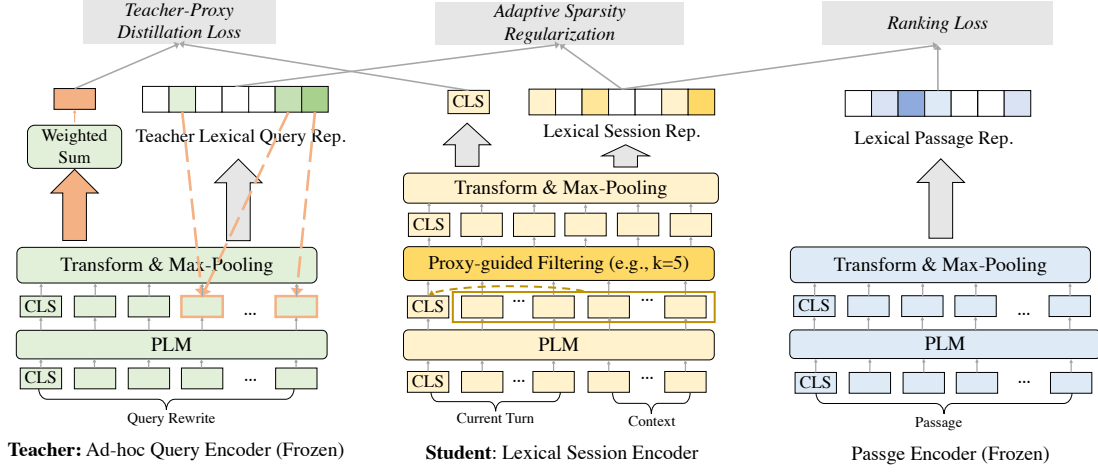 Teacher-Proxy
Distillation Loss
Adaptive Sparsity
Regularization
Ranking Loss
CLS
Weighted
Sum
Teacher Lexical Query Rep.
Lexical Session Rep.
Lexical Passage Rep.
Transform & Max-Pooling
CLS
Transform & Max-Pooling
Proxy-guided Filtering (e.g., k=5)
Transform & Max-Pooling
CLS
...
CLS
...
...
CLS
...
PLM
PLM
PLM
CLS
...
CLS
...
...
CLS
...
Query Rewrite
Current Turn
Context
Passage
Teacher: Ad-hoc Query Encoder (Frozen)
Student: Lexical Session Encoder
Passge Encoder (Frozen)